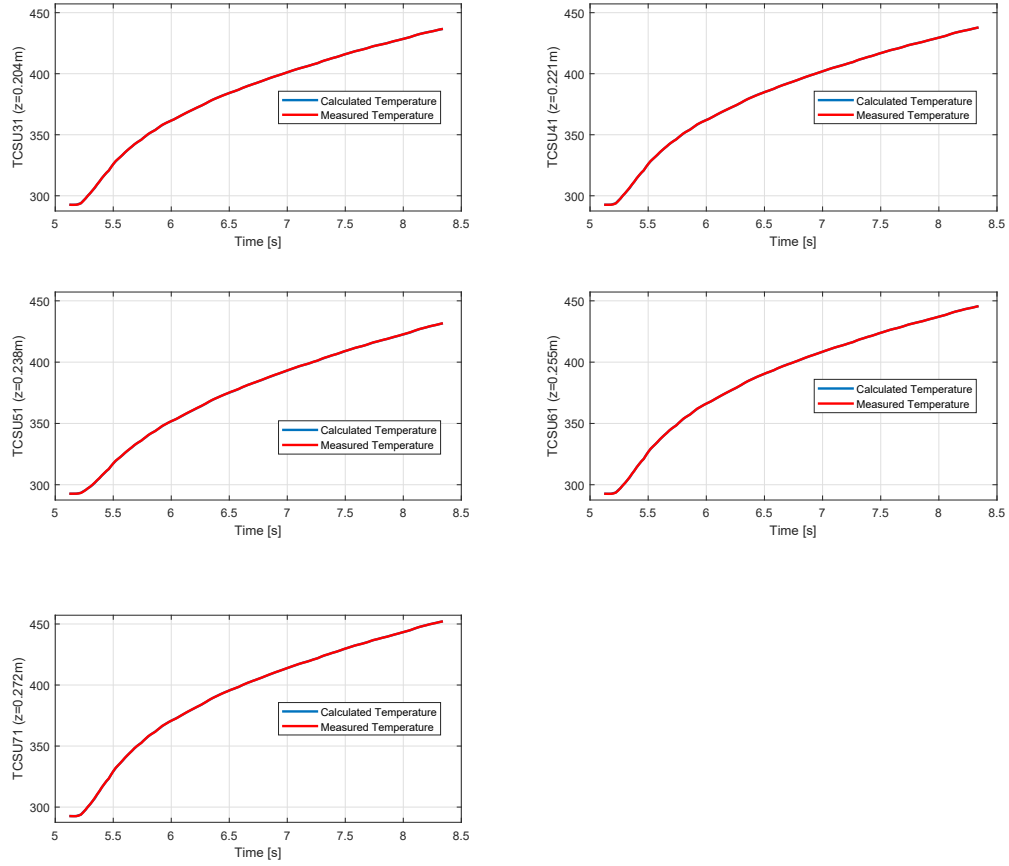 450
400
350
300
TCSU31 (z=0.204m)
Calculated Temperature
Measured Temperature
5 5.5 6 6.5 7 7.5 8 8.5
Time [s]
450
400
350
300
TCSU41 (z=0.221m)
Calculated Temperature
Measured Temperature
5 5.5 6 6.5 7 7.5 8 8.5
Time [s]
450
400
350
300
TCSU51 (z=0.238m)
Calculated Temperature
Measured Temperature
5 5.5 6 6.5 7 7.5 8 8.5
Time [s]
450
400
350
300
TCSU61 (z=0.255m)
Calculated Temperature
Measured Temperature
5 5.5 6 6.5 7 7.5 8 8.5
Time [s]
450
400
350
300
TCSU71 (z=0.272m)
Calculated Temperature
Measured Temperature
5 5.5 6 6.5 7 7.5 8 8.5
Time [s]